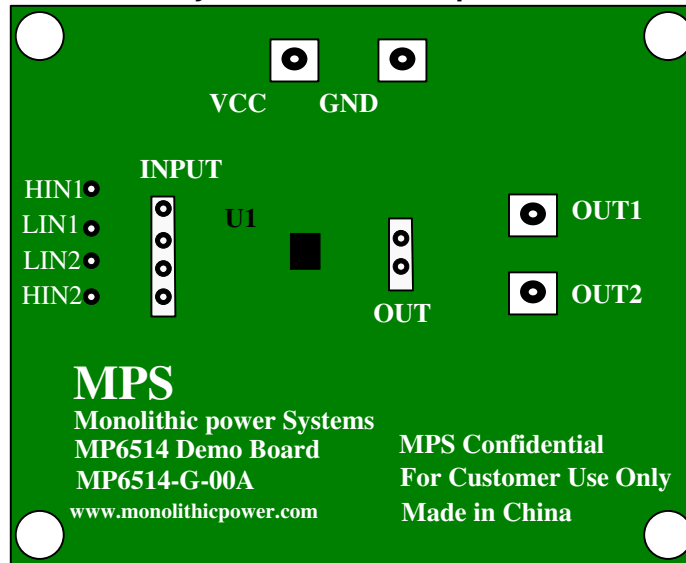 VCC GND
INPUT
HIN1
LIN1
LIN2
HIN2
U1
OUT
OUT1
OUT2
MPS
Monolithic power Systems
MP6514 Demo Board
MP6514-G-00A
www.monolithicpower.com
MPS Confidential
For Customer Use Only
Made in China